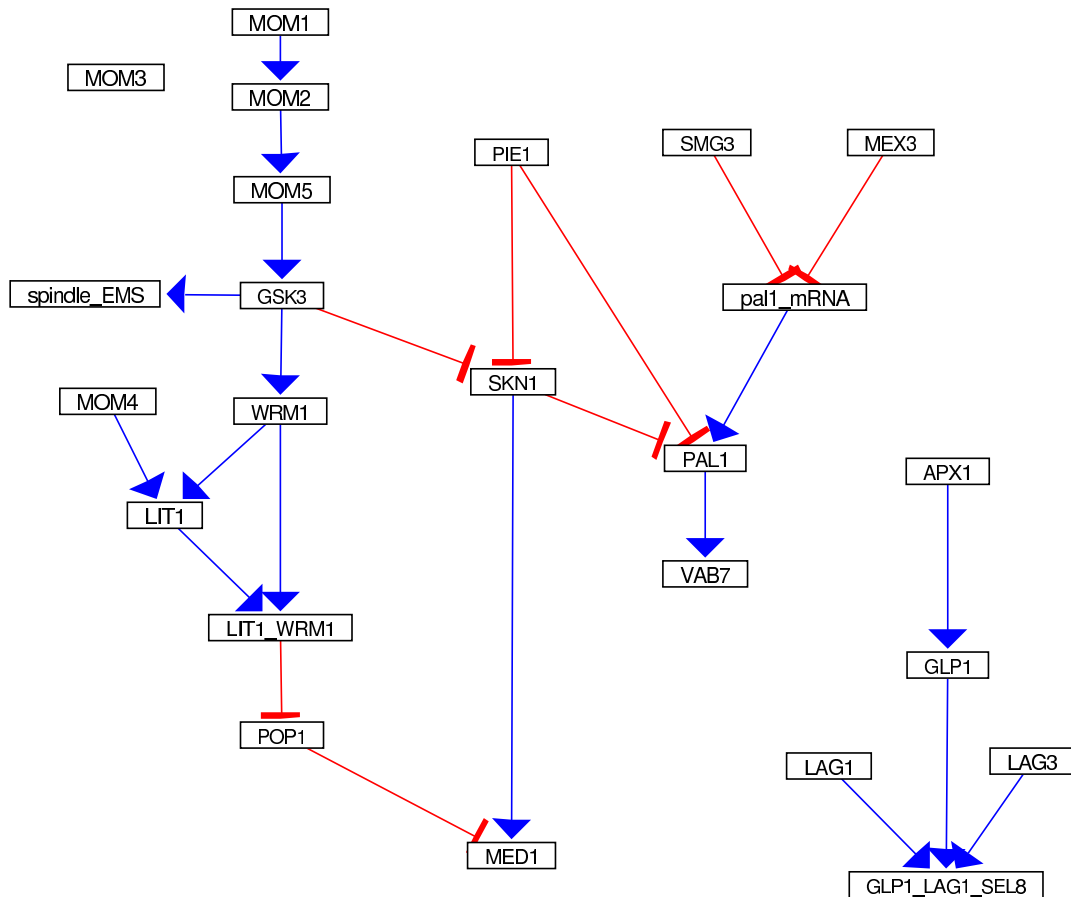 MOM1
MOM3
MOM2
PIE1
SMG3
MEX3
MOM5
spindle_EMS
GSK3
pal1_mRNA
SKN1
MOM4
WRM1
PAL1
APX1
LIT1
VAB7
LIT1_WRM1
GLP1
POP1
LAG1
LAG3
MED1
GLP1_LAG1_SEL8